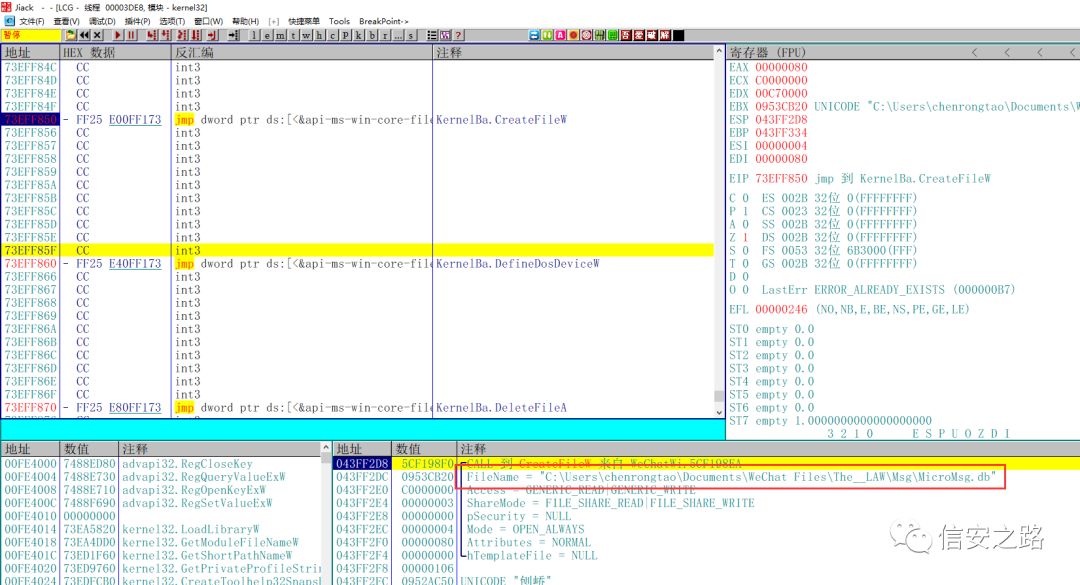 Jiack - - [LCG - 线程 00003DE8, 模块 - kernel32]
文件(F) 查看(V) 调试(D) 插件(P) 选项(T) 窗口(W) 帮助(H) [+] 快捷菜单 Tools BreakPoint->
暂停 l e m t w h c P k b r ... s
地址 HEX 数据 反汇编 注释
73EFF84C CC int3
73EFF84D CC int3
73EFF84E CC int3
73EFF84F CC int3
73EFF850 - FF25 E00FF173 jmp dword ptr ds:[<&api-ms-win-core-file KernelBa.CreateFileW
73EFF856 CC int3
73EFF857 CC int3
73EFF858 CC int3
73EFF859 CC int3
73EFF85A CC int3
73EFF85B CC int3
73EFF85C CC int3
73EFF85D CC int3
73EFF85E CC int3
73EFF85F CC int3
73EFF860 - FF25 E40FF173 jmp dword ptr ds:[<&api-ms-win-core-file KernelBa.DefineDosDeviceW
73EFF866 CC int3
73EFF867 CC int3
73EFF868 CC int3
73EFF869 CC int3
73EFF86A CC int3
73EFF86B CC int3
73EFF86C CC int3
73EFF86D CC int3
73EFF86E CC int3
73EFF86F CC int3
73EFF870 - FF25 E80FF173 jmp dword ptr ds:[<&api-ms-win-core-file KernelBa.DeleteFileA
寄存器 (FPU) < < < <
EAX 00000080
ECX C0000000
EDX 00C70000
EBX 0953CB20 UNICODE "C:\Users\chenrongtao\Documents\W
ESP 043FF2D8
EBP 043FF334
ESI 00000004
EDI 00000080
EIP 73EFF850 jmp 到 KernelBa.CreateFileW
C 0 ES 002B 32位 0(FFFFFFFF)
P 1 CS 0023 32位 0(FFFFFFFF)
A 0 SS 002B 32位 0(FFFFFFFF)
Z 1 DS 002B 32位 0(FFFFFFFF)
S 0 FS 0053 32位 6B3000(FFF)
T 0 GS 002B 32位 0(FFFFFFFF)
D 0
O 0 LastErr ERROR_ALREADY_EXISTS (000000B7)
EFL 00000246 (NO,NB,E,BE,NS,PE,GE,LE)
ST0 empty 0.0
ST1 empty 0.0
ST2 empty 0.0
ST3 empty 0.0
ST4 empty 0.0
ST5 empty 0.0
ST6 empty 0.0
ST7 empty 1.0000000000000000000
3 2 1 0 E S P U O Z D I
地址 数值 注释
00FE4000 7488ED80 advapi32.RegCloseKey
00FE4004 7488E730 advapi32.RegQueryValueExW
00FE4008 7488E710 advapi32.RegOpenKeyExW
00FE400C 7488F690 advapi32.RegSetValueExW
00FE4010 00000000
00FE4014 73EA5820 kernel32.LoadLibraryW
00FE4018 73EA4DD0 kernel32.GetModuleFileNameW
00FE401C 73ED1F60 kernel32.GetShortPathNameW
00FE4020 73ED9760 kernel32.GetPrivateProfileStrin
00FE4024 73EDFCB0 kernel32.CreateToolhelp32Snapsh
地址 数值 注释
043FF2D8 5CF198F0 CALL 到 CreateFileW 来自 WeChatWi.5CF198EA
043FF2DC 0953CB20 FileName = "C:\Users\chenrongtao\Documents\WeChat Files\The__LAW\Msg\MicroMsg.db"
043FF2E0 C0000000 Access = GENERIC_READ|GENERIC_WRITE
043FF2E4 00000003 ShareMode = FILE_SHARE_READ|FILE_SHARE_WRITE
043FF2E8 00000000 pSecurity = NULL
043FF2EC 00000004 Mode = OPEN_ALWAYS
043FF2F0 00000080 Attributes = NORMAL
043FF2F4 00000000 hTemplateFile = NULL
043FF2F8 00000106
043FF2FC 0952AC50 UNICODE
信安之路